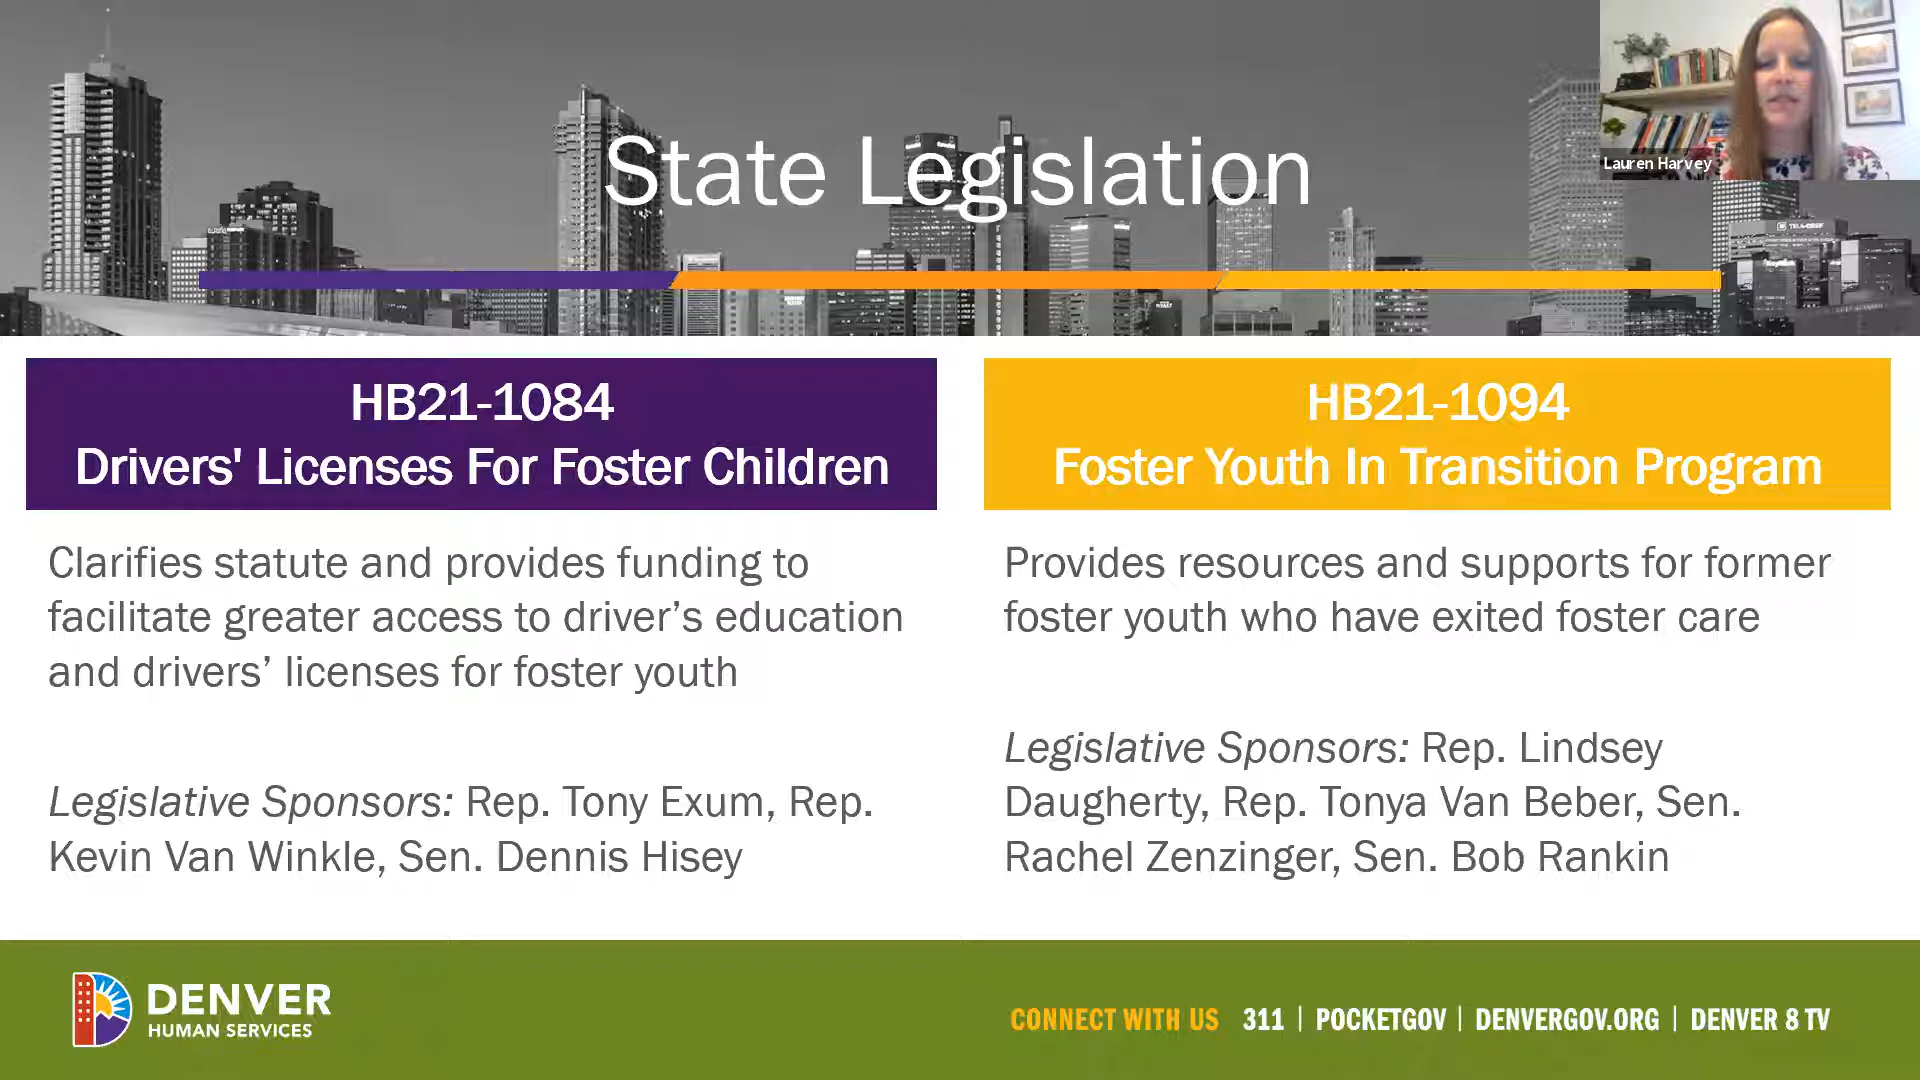 State Legislation
Lauren Harvey
HB21-1084
Drivers' Licenses For Foster Children
Clarifies statute and provides funding to
facilitate greater access to driver’s education
and drivers’ licenses for foster youth
Legislative Sponsors: Rep. Tony Exum, Rep.
Kevin Van Winkle, Sen. Dennis Hisey
HB21-1094
Foster Youth In Transition Program
Provides resources and supports for former
foster youth who have exited foster care
Legislative Sponsors: Rep. Lindsey
Daugherty, Rep. Tonya Van Beber, Sen.
Rachel Zenzinger, Sen. Bob Rankin
DENVER
HUMAN SERVICES
CONNECT WITH US 311 | POCKETGOV | DENVERGOV.ORG | DENVER 8 TV